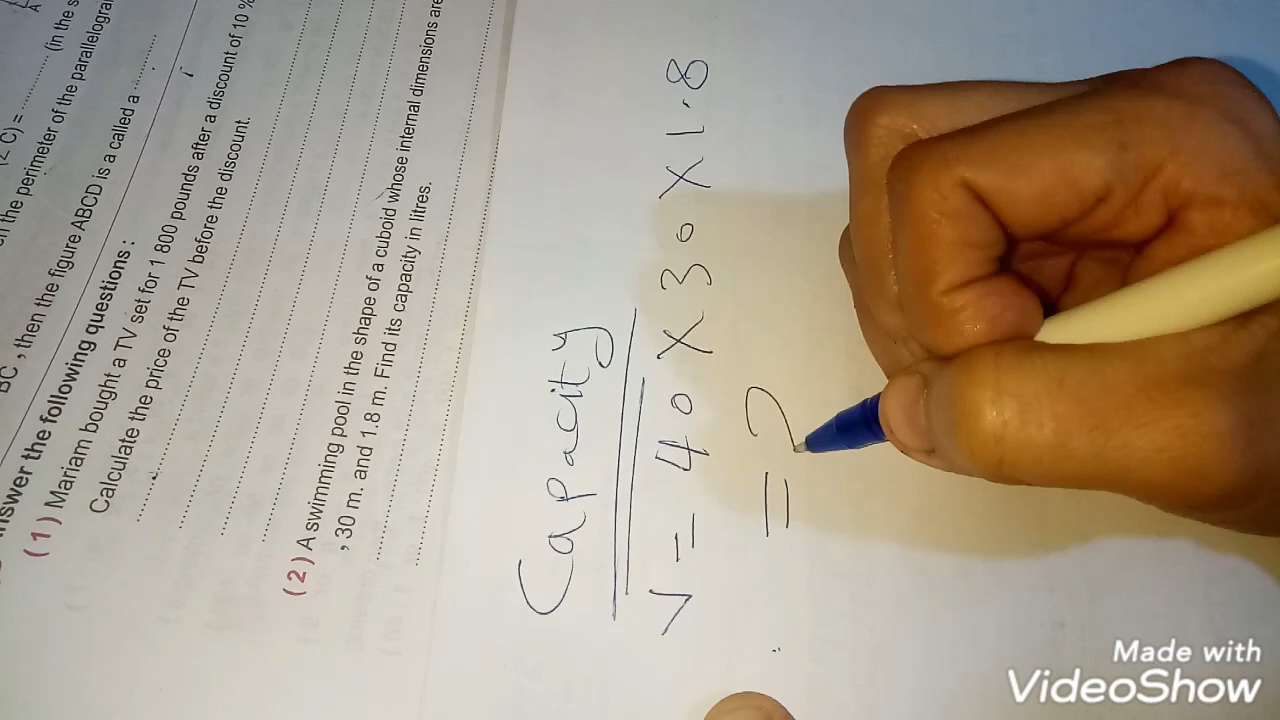 A
(∠ C) = ............ (in the s
the perimeter of the parallelogra
BC , then the figure ABCD is a called a ............
nswer the following questions :
(1) Mariam bought a TV set for 1 800 pounds after a discount of 10 %
Calculate the price of the TV before the discount.
(2) A swimming pool in the shape of a cuboid whose internal dimensions are
, 30 m. and 1.8 m. Find its capacity in litres.
Capacity
V = 40 × 30 × 1.8
= 2
Made with
VideoShow